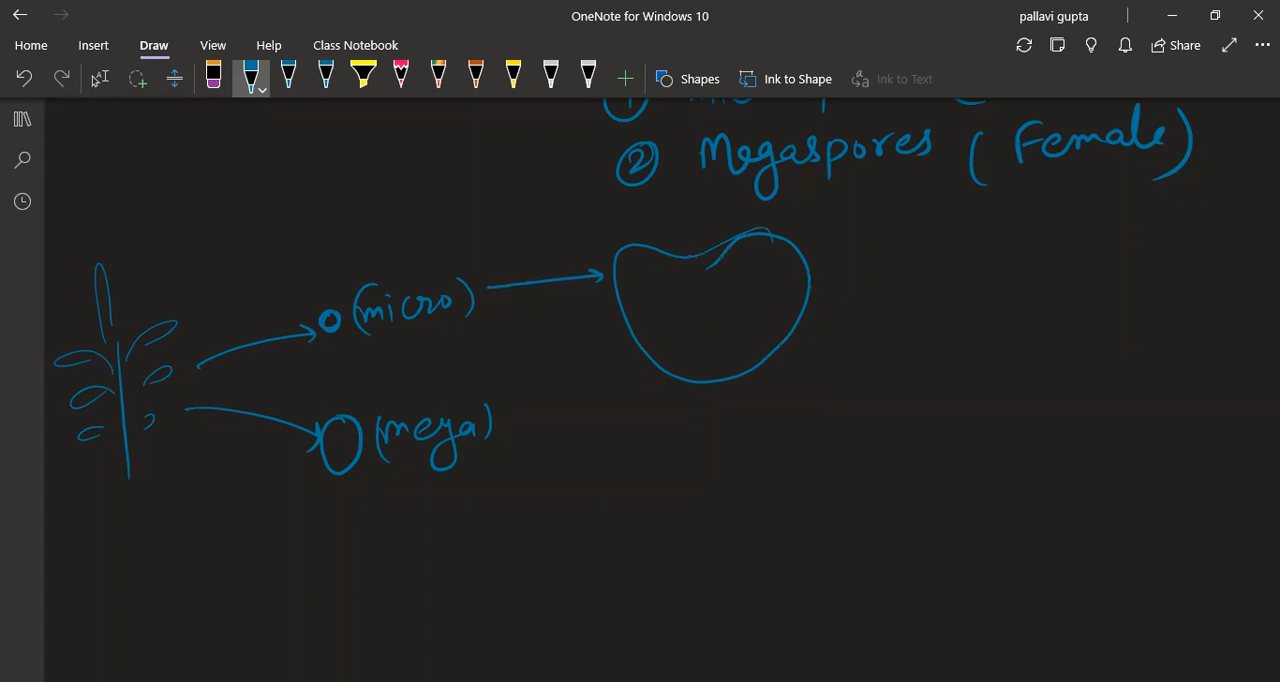 OneNote for Windows 10
pallavi gupta
Home Insert Draw View Help Class Notebook
Share
Shapes Ink to Shape Ink to Text
①
② Megaspores (Female)
(micro)
(mega)